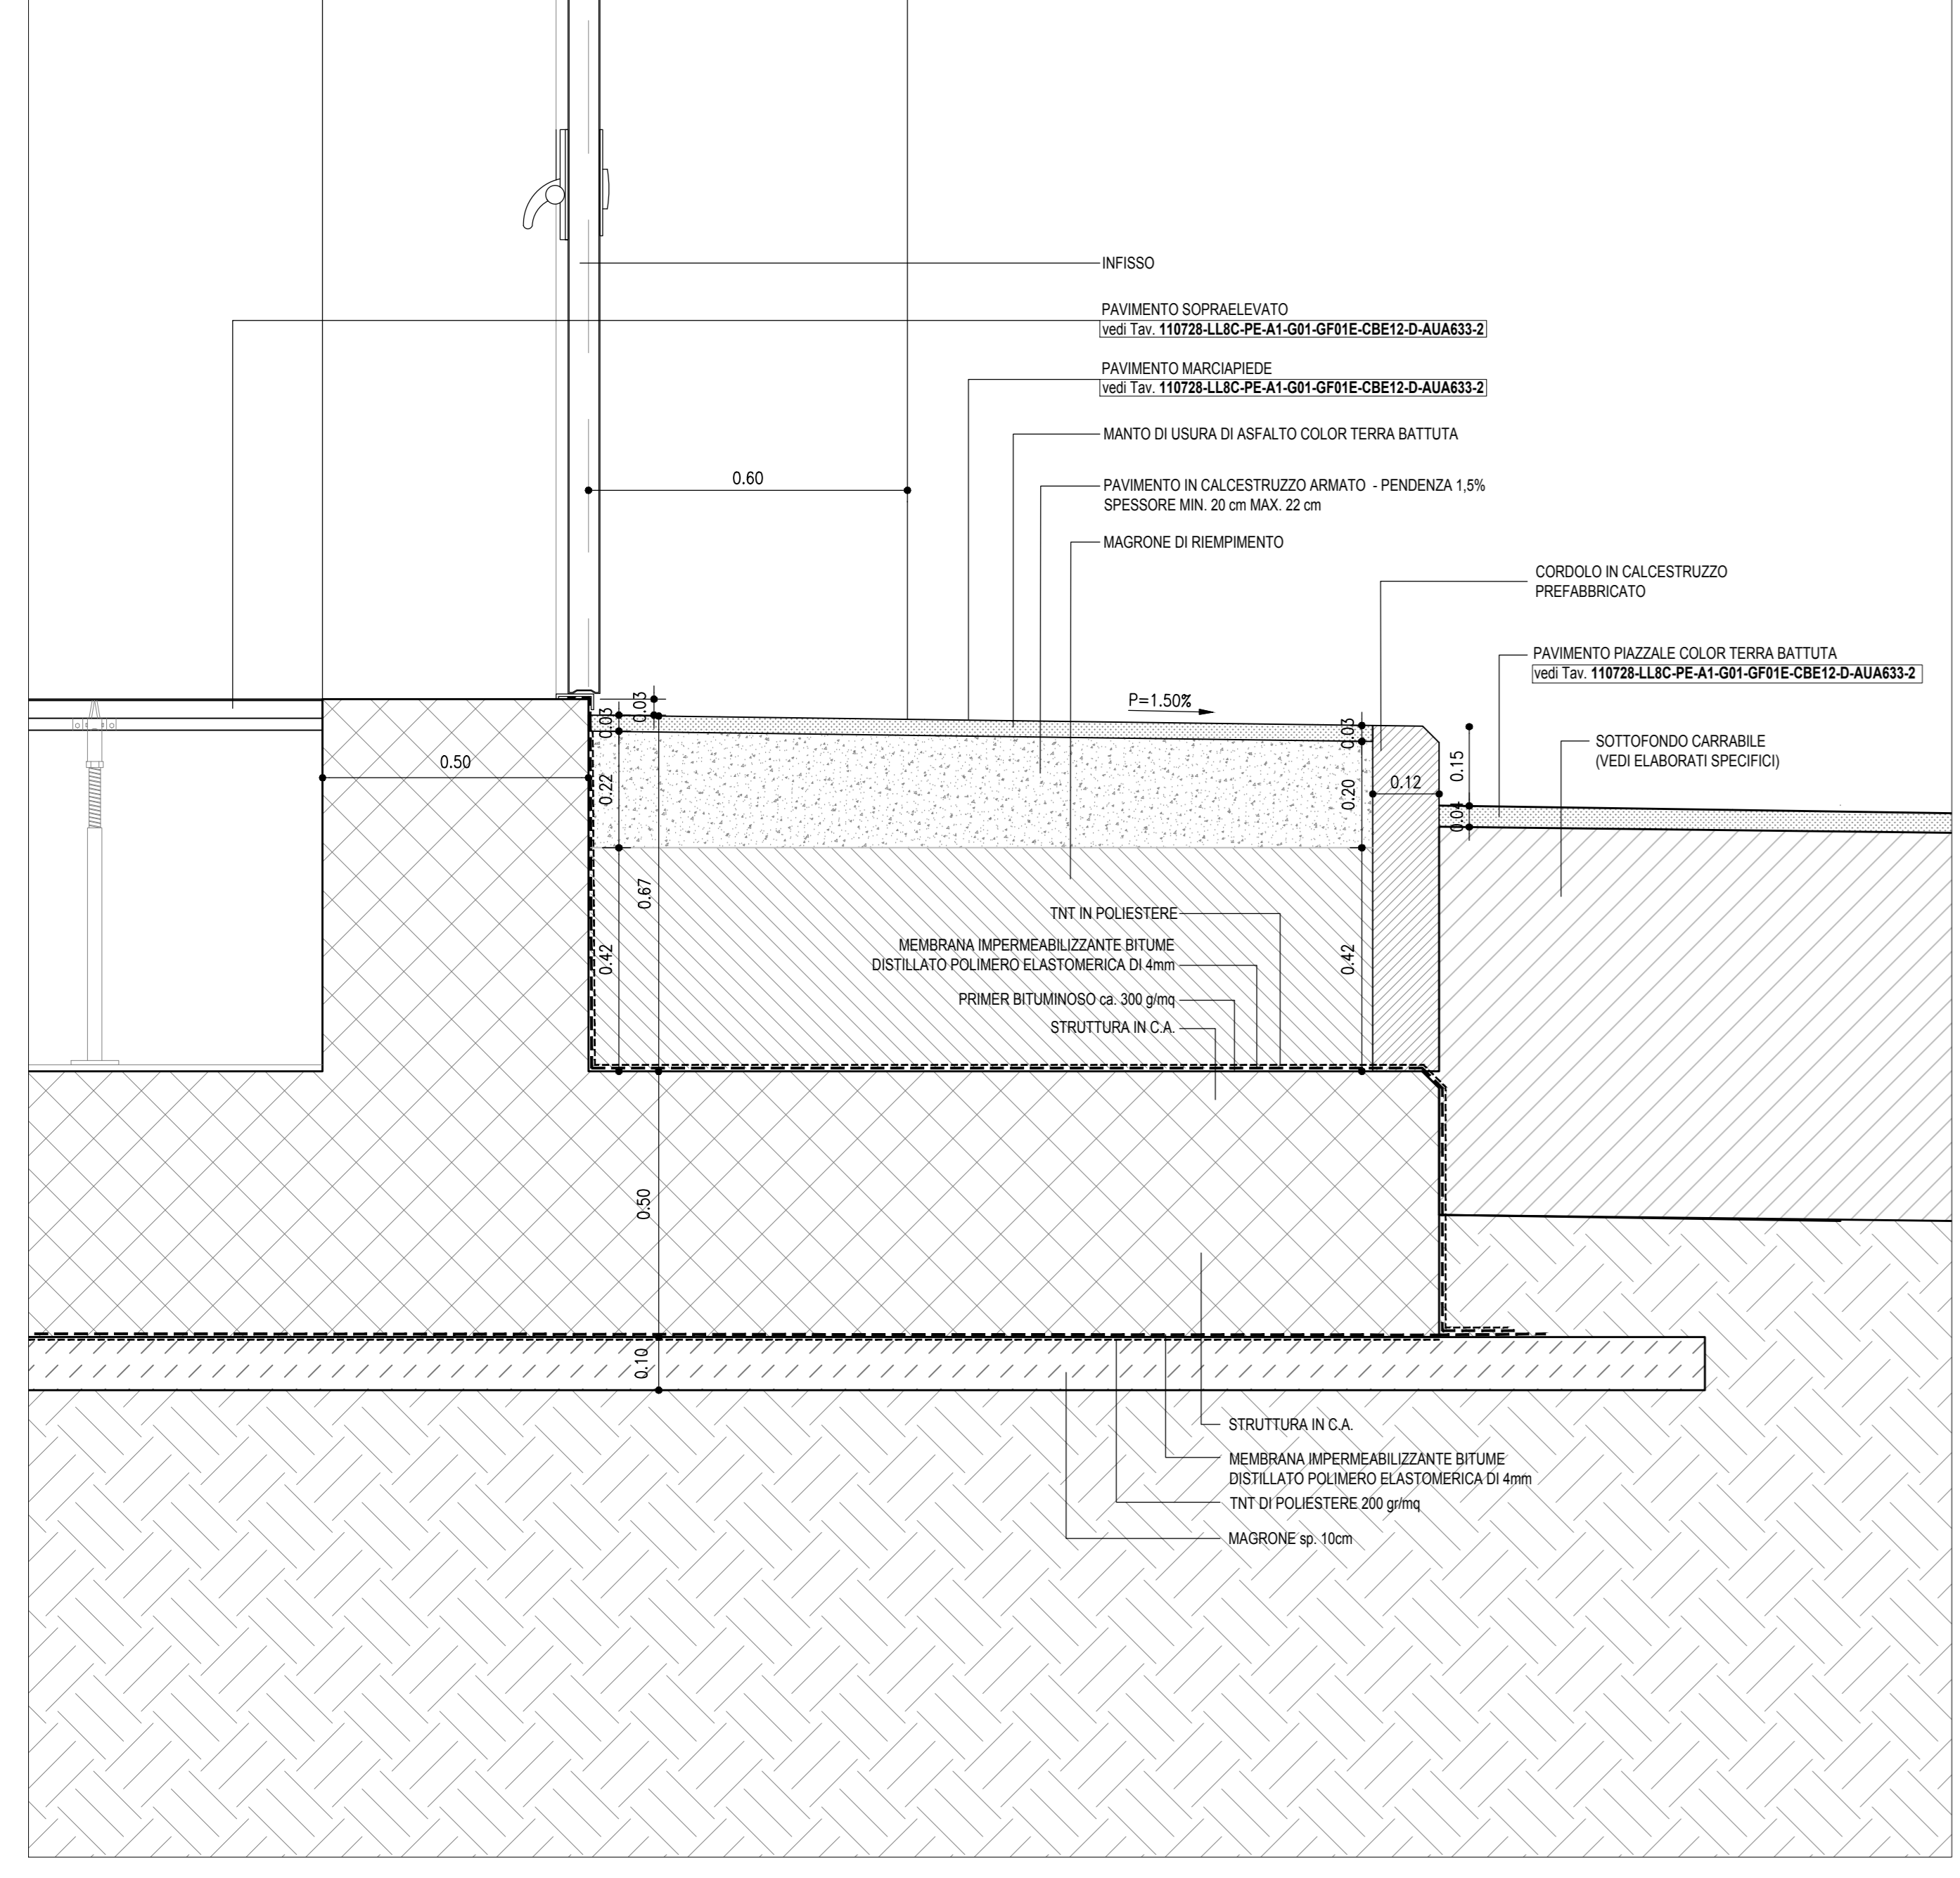 INFISSO
PAVIMENTO SOPRAELEVATO
vedi Tav. 110728-LL8C-PE-A1-G01-GF01E-CBE12-D-AUA633-2
PAVIMENTO MARCIAPIEDE
vedi Tav. 110728-LL8C-PE-A1-G01-GF01E-CBE12-D-AUA633-2
MANTO DI USURA DI ASFALTO COLOR TERRA BATTUTA
0.60
PAVIMENTO IN CALCESTRUZZO ARMATO - PENDENZA 1,5%
SPESSORE MIN. 20 cm MAX. 22 cm
MAGRONE DI RIEMPIMENTO
CORDOLO IN CALCESTRUZZO
PREFABBRICATO
PAVIMENTO PIAZZALE COLOR TERRA BATTUTA
vedi Tav. 110728-LL8C-PE-A1-G01-GF01E-CBE12-D-AUA633-2
P=1.50%
0.03
0.03
0.03
SOTTOFONDO CARRABILE
(VEDI ELABORATI SPECIFICI)
0.50
0.22
0.20
0.12
0.15
0.04
0.67
0.42
0.42
TNT IN POLIESTERE
MEMBRANA IMPERMEABILIZZANTE BITUME
DISTILLATO POLIMERO ELASTOMERICA DI 4mm
PRIMER BITUMINOSO ca. 300 g/mq
STRUTTURA IN C.A.
0.50
0.10
STRUTTURA IN C.A.
MEMBRANA IMPERMEABILIZZANTE BITUME
DISTILLATO POLIMERO ELASTOMERICA DI 4mm
TNT DI POLIESTERE 200 gr/mq
MAGRONE sp. 10cm